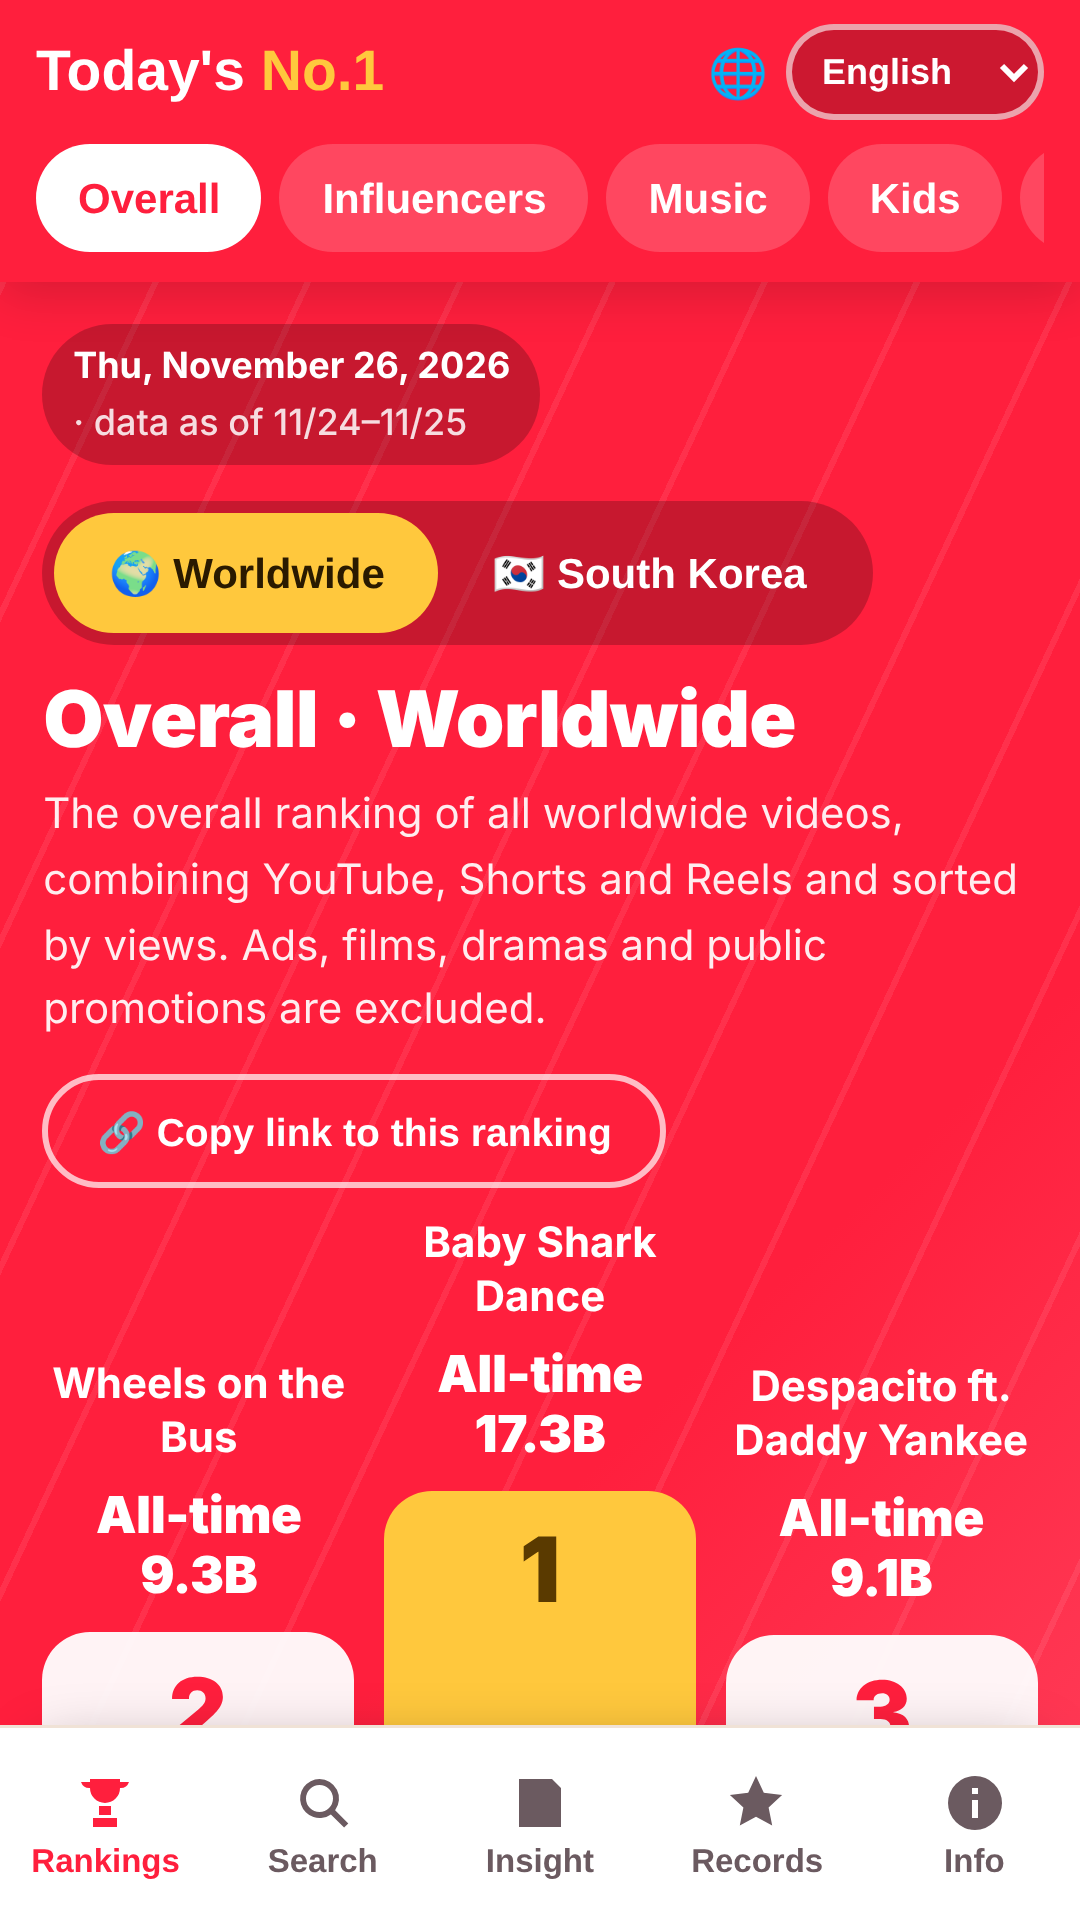 Today's No.1
English
Overall
Influencers
Music
Kids
Thu, November 26, 2026
· data as of 11/24–11/25
Worldwide
South Korea
Overall · Worldwide
The overall ranking of all worldwide videos,
combining YouTube, Shorts and Reels and sorted
by views. Ads, films, dramas and public
promotions are excluded.
Copy link to this ranking
Baby Shark
Dance
All-time
17.3B
1
Wheels on the
Bus
All-time
9.3B
2
Despacito ft.
Daddy Yankee
All-time
9.1B
3
Rankings
Search
Insight
Records
Info